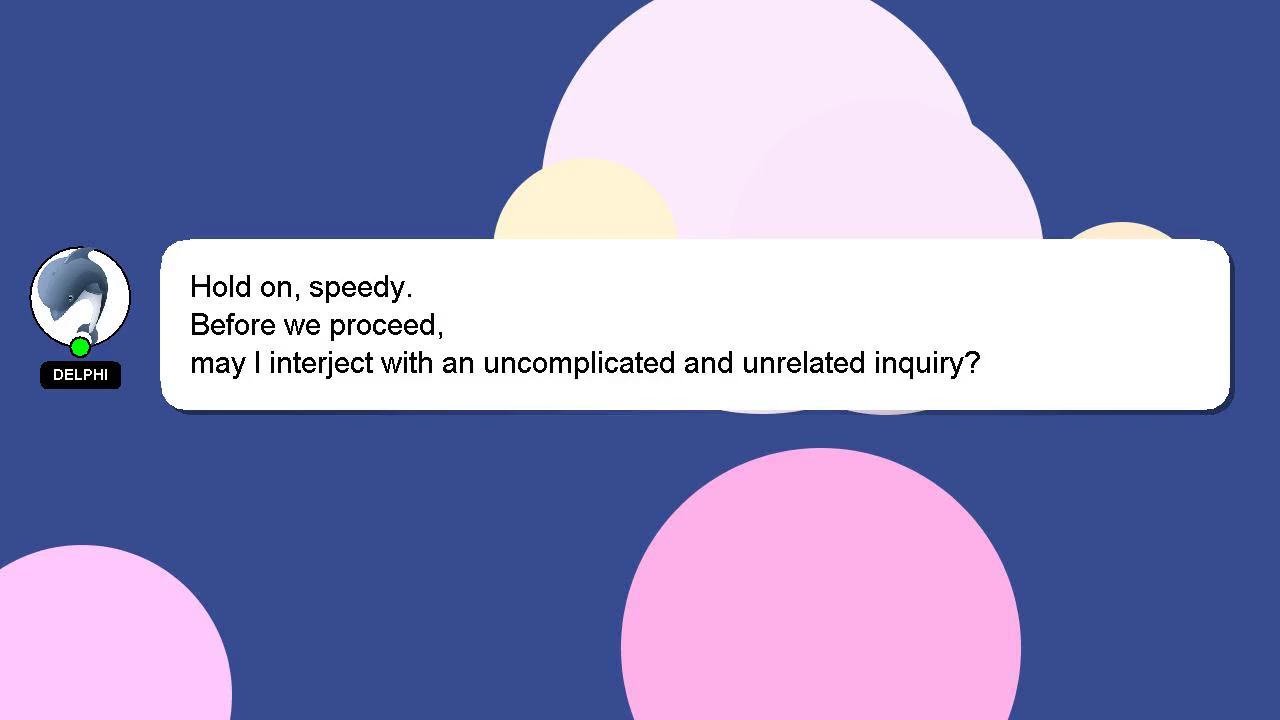 Hold on, speedy.
Before we proceed,
may I interject with an uncomplicated and unrelated inquiry?
DELPHI